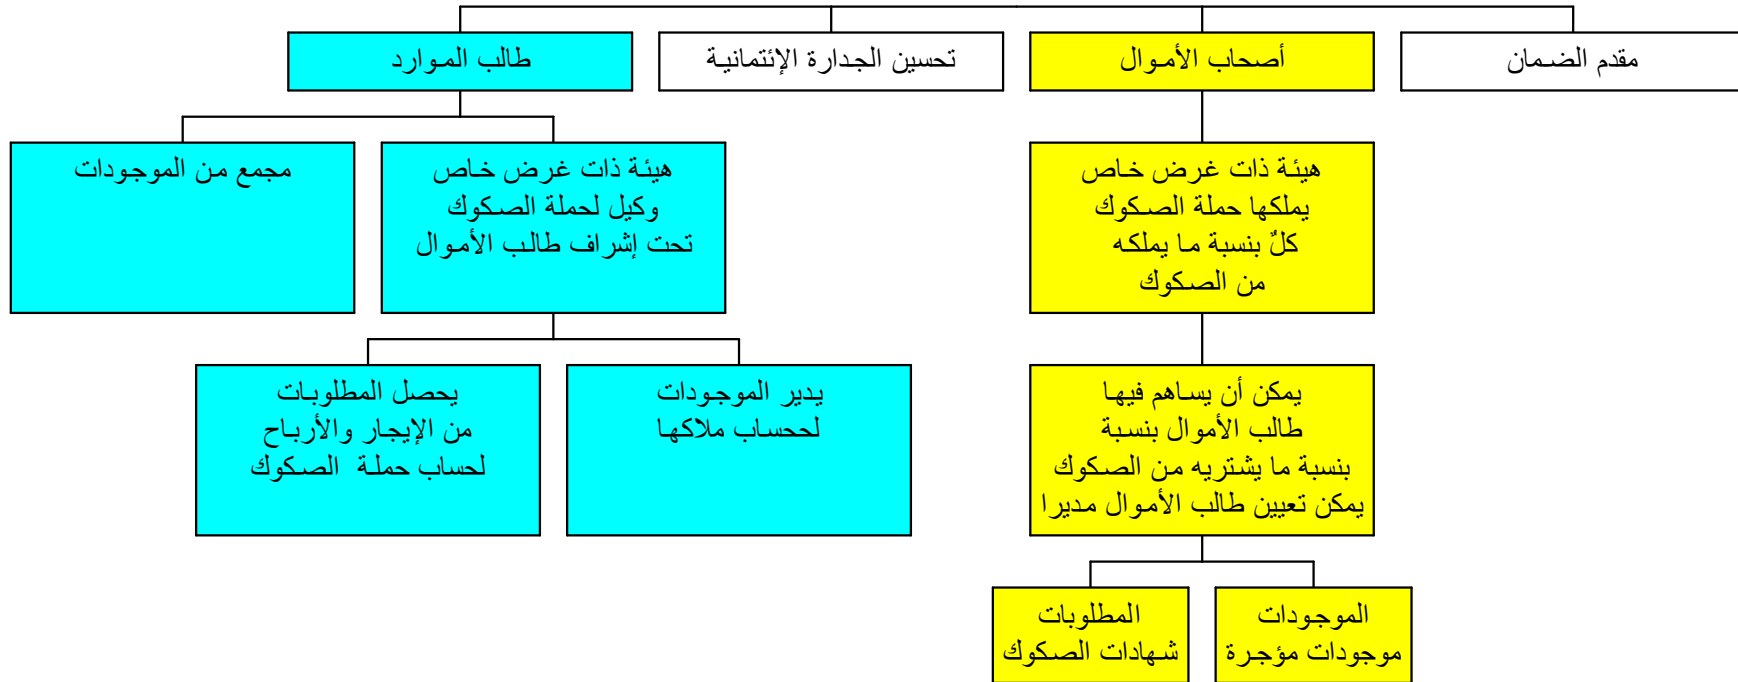 مقدم الضمان
أصحاب الأموال
تحسين الجدارة الإئتمانية
طالب الموارد
هيئة ذات غرض خاص
يملكها حملة الصكوك
كلٌ بنسبة ما يملكه
من الصكوك
هيئة ذات غرض خاص
وكيل لحملة الصكوك
تحت إشراف طالب الأموال
مجمع من الموجودات
يمكن أن يساهم فيها
طالب الأموال بنسبة
بنسبة ما يشتريه من الصكوك
يمكن تعيين طالب الأموال مديرا
يدير الموجودات
لححساب ملاكها
يحصل المطلوبات
من الإيجار والأرباح
لحساب حملة الصكوك
الموجودات
موجودات مؤجرة
المطلوبات
شهادات الصكوك